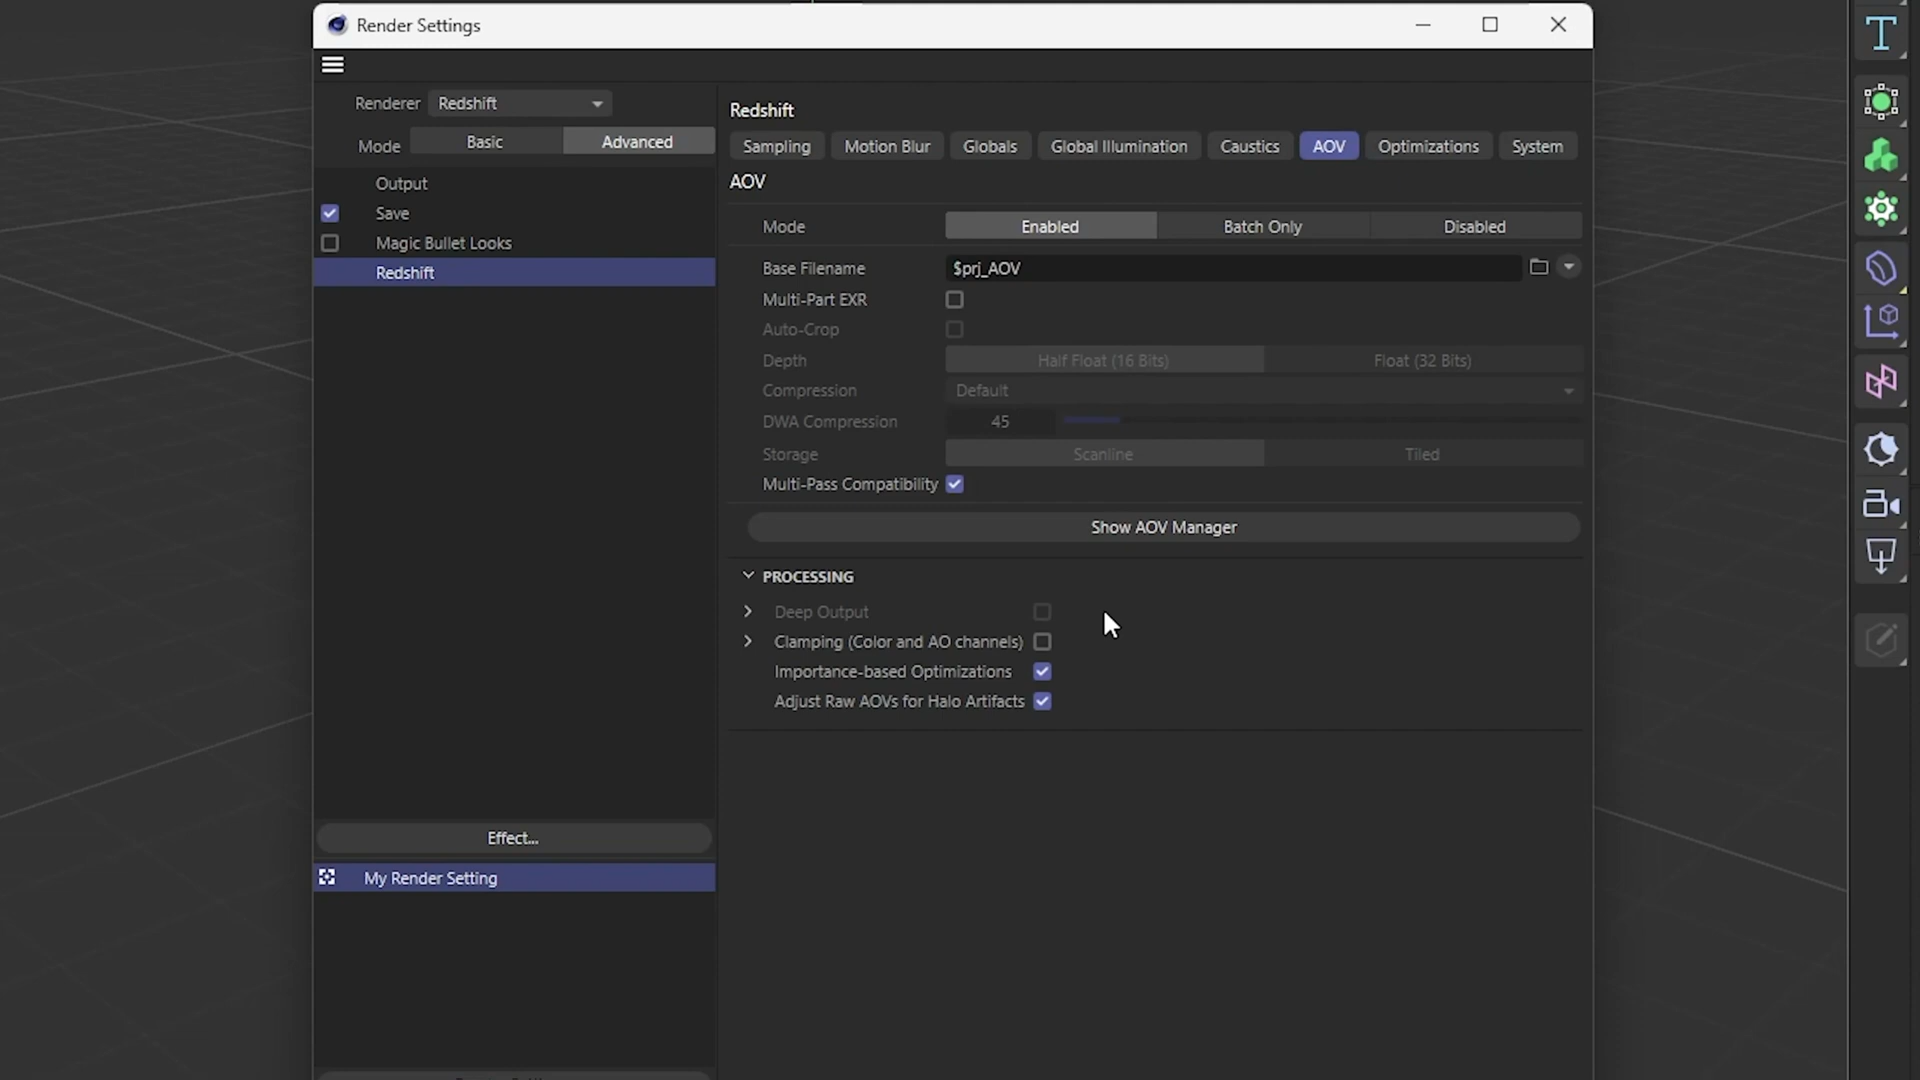 Render Settings
Renderer Redshift
Mode Basic Advanced
Output
Save
Magic Bullet Looks
Redshift
Effect...
My Render Setting
Redshift
Sampling Motion Blur Globals Global Illumination Caustics AOV Optimizations System
AOV
Mode Enabled Batch Only Disabled
Base Filename $prj_AOV
Multi-Part EXR
Auto-Crop
Depth Half Float (16 Bits) Float (32 Bits)
Compression Default
DWA Compression 45
Storage Scanline Tiled
Multi-Pass Compatibility
Show AOV Manager
PROCESSING
Deep Output
Clamping (Color and AO channels)
Importance-based Optimizations
Adjust Raw AOVs for Halo Artifacts